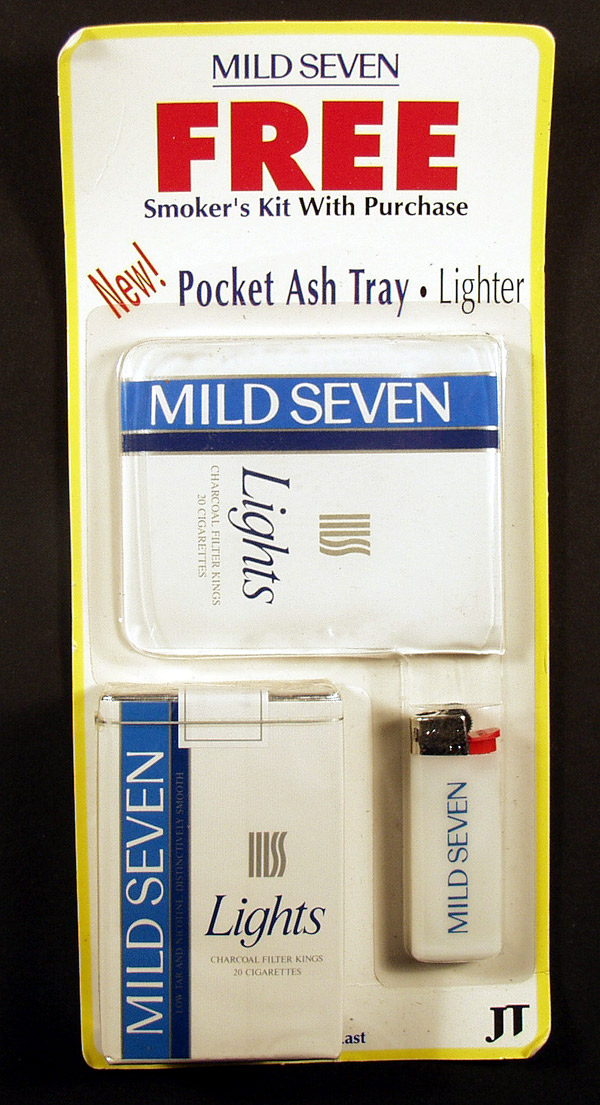 MILD SEVEN
FREE
Smoker's Kit With Purchase
New!
Pocket Ash Tray • Lighter
MILD SEVEN
Lights
CHARCOAL FILTER KINGS
20 CIGARETTES
MILD SEVEN
LOW TAR AND NICOTINE, DISTINCTIVELY SMOOTH
Lights
CHARCOAL FILTER KINGS
20 CIGARETTES
MILD SEVEN
JT